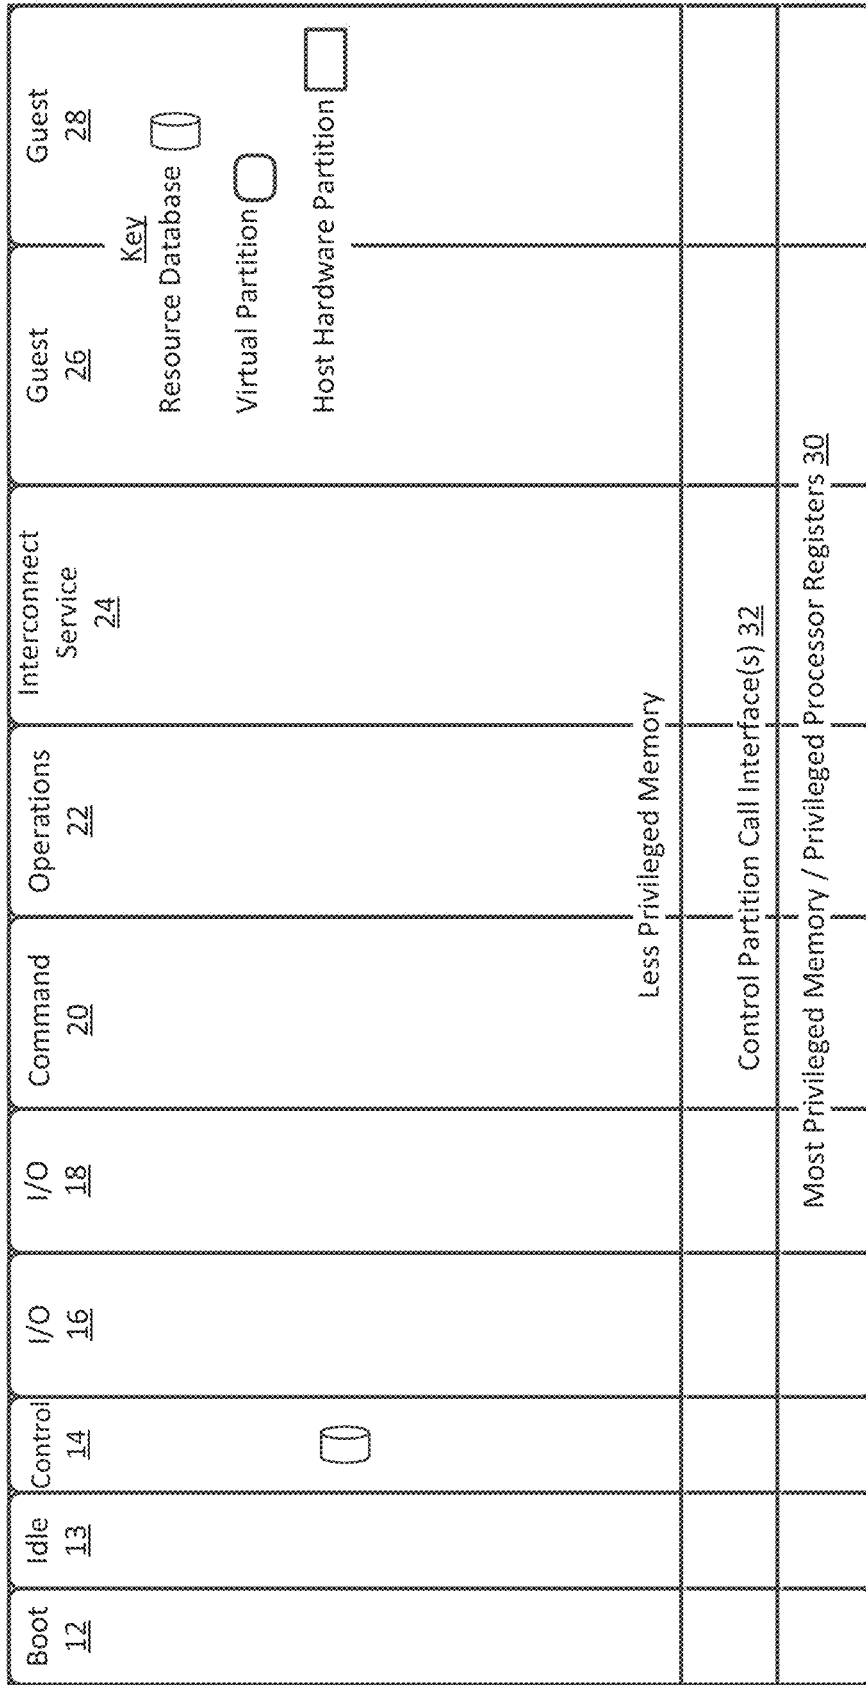 Boot
12
Idle
13
Control
14
I/O
16
I/O
18
Command
20
Operations
22
Interconnect
Service
24
Guest
26
Guest
28
Key
Resource Database
Virtual Partition
Host Hardware Partition
Less Privileged Memory
Control Partition Call Interface(s) 32
Most Privileged Memory / Privileged Processor Registers 30